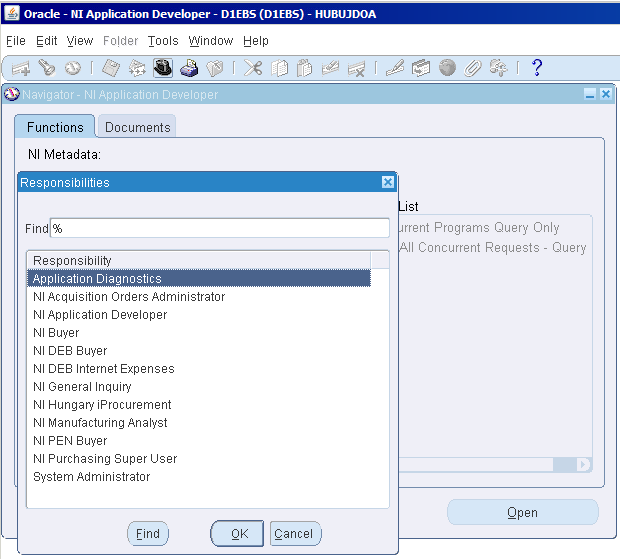 Oracle - NI Application Developer - D1EBS (D1EBS) - HUBUJDOA
File Edit View Folder Tools Window Help
?
Navigator - NI Application Developer
Functions Documents
NI Metadata:
Responsibilities
List
Find %
urrent Programs Query Only
All Concurrent Requests - Query
Responsibility
Application Diagnostics
NI Acquisition Orders Administrator
NI Application Developer
NI Buyer
NI DEB Buyer
NI DEB Internet Expenses
NI General Inquiry
NI Hungary iProcurement
NI Manufacturing Analyst
NI PEN Buyer
NI Purchasing Super User
System Administrator
Find OK Cancel
Open